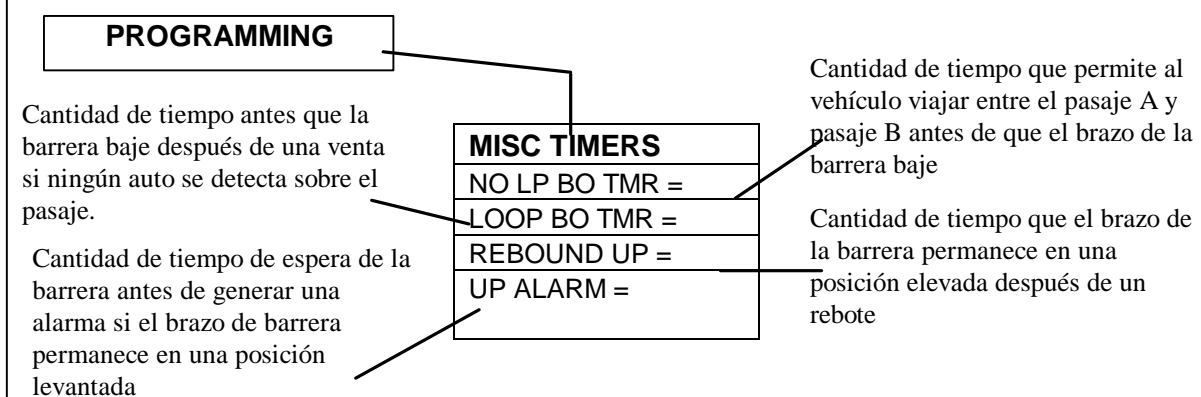 PROGRAMMING
Cantidad de tiempo antes que la
barrera baje después de una venta
si ningún auto se detecta sobre el
pasaje.
Cantidad de tiempo de espera de la
barrera antes de generar una
alarma si el brazo de barrera
permanece en una posición
levantada
MISC TIMERS
NO LP BO TMR =
LOOP BO TMR =
REBOUND UP =
UP ALARM =
Cantidad de tiempo que permite al
vehículo viajar entre el pasaje A y
pasaje B antes de que el brazo de la
barrera baje
Cantidad de tiempo que el brazo de
la barrera permanece en una
posición elevada después de un
rebote